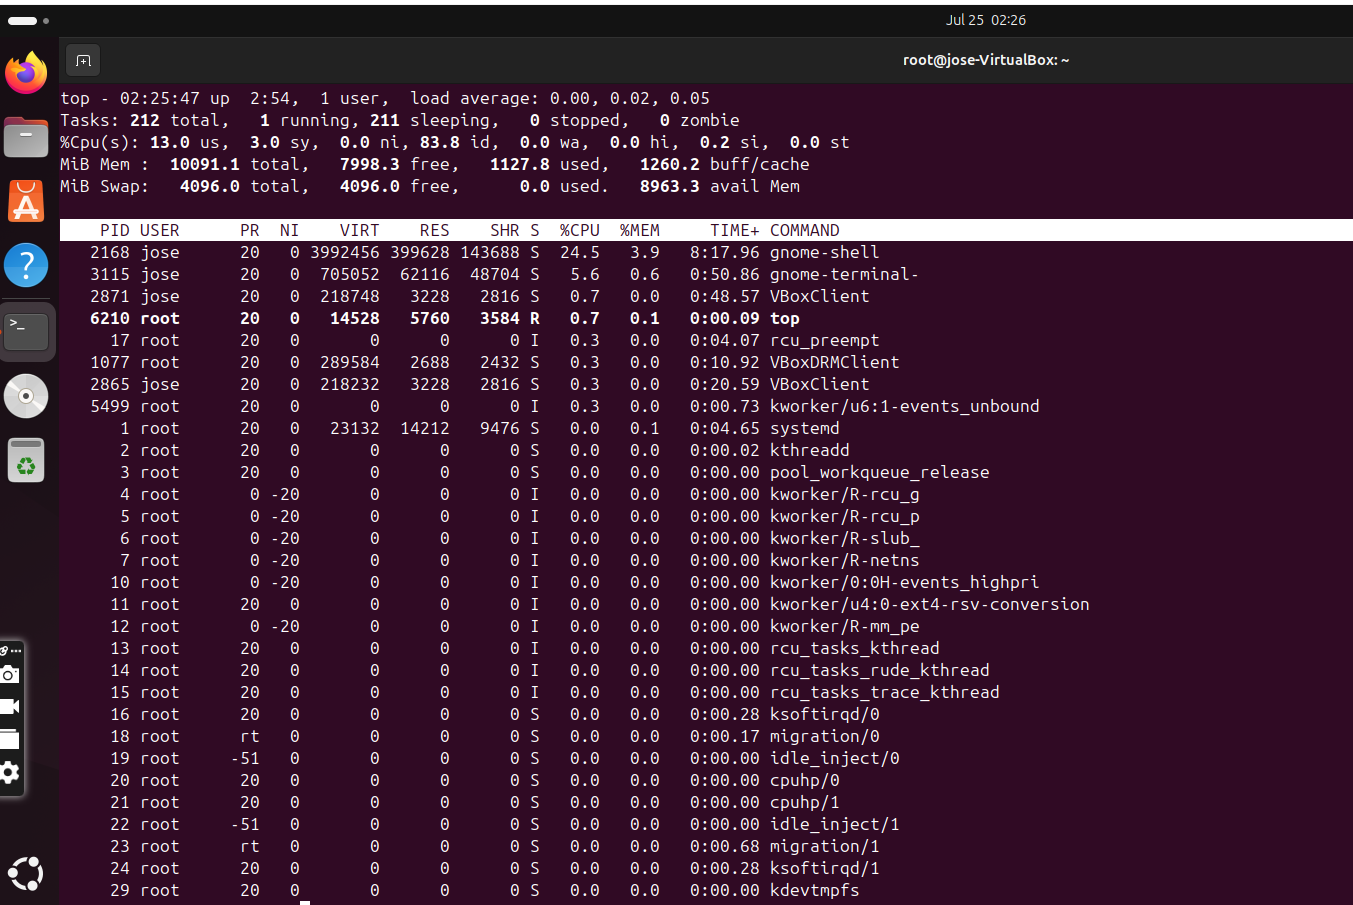 Jul 25 02:26
root@jose-VirtualBox: ~
top - 02:25:47 up  2:54,  1 user,  load average: 0.00, 0.02, 0.05
Tasks: 212 total,   1 running, 211 sleeping,   0 stopped,   0 zombie
%Cpu(s): 13.0 us,  3.0 sy,  0.0 ni, 83.8 id,  0.0 wa,  0.0 hi,  0.2 si,  0.0 st
MiB Mem :  10091.1 total,   7998.3 free,   1127.8 used,   1260.2 buff/cache
MiB Swap:   4096.0 total,   4096.0 free,      0.0 used.   8963.3 avail Mem
PID USER PR NI VIRT RES SHR S %CPU %MEM TIME+ COMMAND
2168 jose 20 0 3992456 399628 143688 S 24.5 3.9 8:17.96 gnome-shell
3115 jose 20 0 705052 62116 48704 S 5.6 0.6 0:50.86 gnome-terminal-
2871 jose 20 0 218748 3228 2816 S 0.7 0.0 0:48.57 VBoxClient
6210 root 20 0 14528 5760 3584 R 0.7 0.1 0:00.09 top
17 root 20 0 0 0 0 I 0.3 0.0 0:04.07 rcu_preempt
1077 root 20 0 289584 2688 2432 S 0.3 0.0 0:10.92 VBoxDRMClient
2865 jose 20 0 218232 3228 2816 S 0.3 0.0 0:20.59 VBoxClient
5499 root 20 0 0 0 0 I 0.3 0.0 0:00.73 kworker/u6:1-events_unbound
1 root 20 0 23132 14212 9476 S 0.0 0.1 0:04.65 systemd
2 root 20 0 0 0 0 S 0.0 0.0 0:00.02 kthreadd
3 root 20 0 0 0 0 S 0.0 0.0 0:00.00 pool_workqueue_release
4 root 0 -20 0 0 0 I 0.0 0.0 0:00.00 kworker/R-rcu_g
5 root 0 -20 0 0 0 I 0.0 0.0 0:00.00 kworker/R-rcu_p
6 root 0 -20 0 0 0 I 0.0 0.0 0:00.00 kworker/R-slub_
7 root 0 -20 0 0 0 I 0.0 0.0 0:00.00 kworker/R-netns
10 root 0 -20 0 0 0 I 0.0 0.0 0:00.00 kworker/0:0H-events_highpri
11 root 20 0 0 0 0 I 0.0 0.0 0:00.00 kworker/u4:0-ext4-rsv-conversion
12 root 0 -20 0 0 0 I 0.0 0.0 0:00.00 kworker/R-mm_pe
13 root 20 0 0 0 0 I 0.0 0.0 0:00.00 rcu_tasks_kthread
14 root 20 0 0 0 0 I 0.0 0.0 0:00.00 rcu_tasks_rude_kthread
15 root 20 0 0 0 0 I 0.0 0.0 0:00.00 rcu_tasks_trace_kthread
16 root 20 0 0 0 0 S 0.0 0.0 0:00.28 ksoftirqd/0
18 root rt 0 0 0 0 S 0.0 0.0 0:00.17 migration/0
19 root -51 0 0 0 0 S 0.0 0.0 0:00.00 idle_inject/0
20 root 20 0 0 0 0 S 0.0 0.0 0:00.00 cpuhp/0
21 root 20 0 0 0 0 S 0.0 0.0 0:00.00 cpuhp/1
22 root -51 0 0 0 0 S 0.0 0.0 0:00.00 idle_inject/1
23 root rt 0 0 0 0 S 0.0 0.0 0:00.68 migration/1
24 root 20 0 0 0 0 S 0.0 0.0 0:00.28 ksoftirqd/1
29 root 20 0 0 0 0 S 0.0 0.0 0:00.00 kdevtmpfs